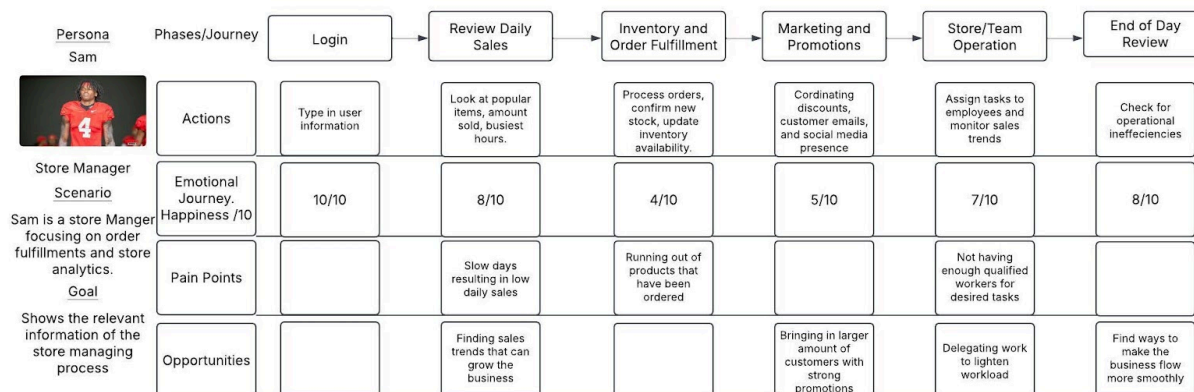 Persona
Sam
4
Store Manager
Scenario
Sam is a store Manger
focusing on order
fulfillments and store
analytics.
Goal
Shows the relevant
information of the
store managing
process
Phases/Journey
Login
Review Daily
Sales
Inventory and
Order Fulfillment
Marketing and
Promotions
Store/Team
Operation
End of Day
Review
Actions
Type in user
information
Look at popular
items, amount
sold, busiest
hours.
Process orders,
confirm new
stock, update
inventory
availability.
Cordinating
discounts,
customer emails,
and social media
presence
Assign tasks to
employees and
monitor sales
trends
Check for
operational
ineffeciencies
Emotional
Journey.
Happiness /10
10/10
8/10
4/10
5/10
7/10
8/10
Pain Points
Slow days
resulting in low
daily sales
Running out of
products that
have been
ordered
Not having
enough qualified
workers for
desired tasks
Opportunities
Finding sales
trends that can
grow the
business
Bringing in larger
amount of
customers with
strong
promotions
Delegating work
to lighten
workload
Find ways to
make the
business flow
more smoothly